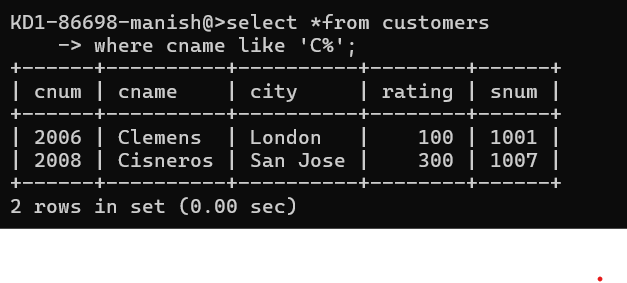 KD1-86698-manish@>select *from customers
    -> where cname like 'C%';
+------+----------+----------+--------+------+
| cnum | cname    | city     | rating | snum |
+------+----------+----------+--------+------+
| 2006 | Clemens  | London   |    100 | 1001 |
| 2008 | Cisneros | San Jose |    300 | 1007 |
+------+----------+----------+--------+------+
2 rows in set (0.00 sec)